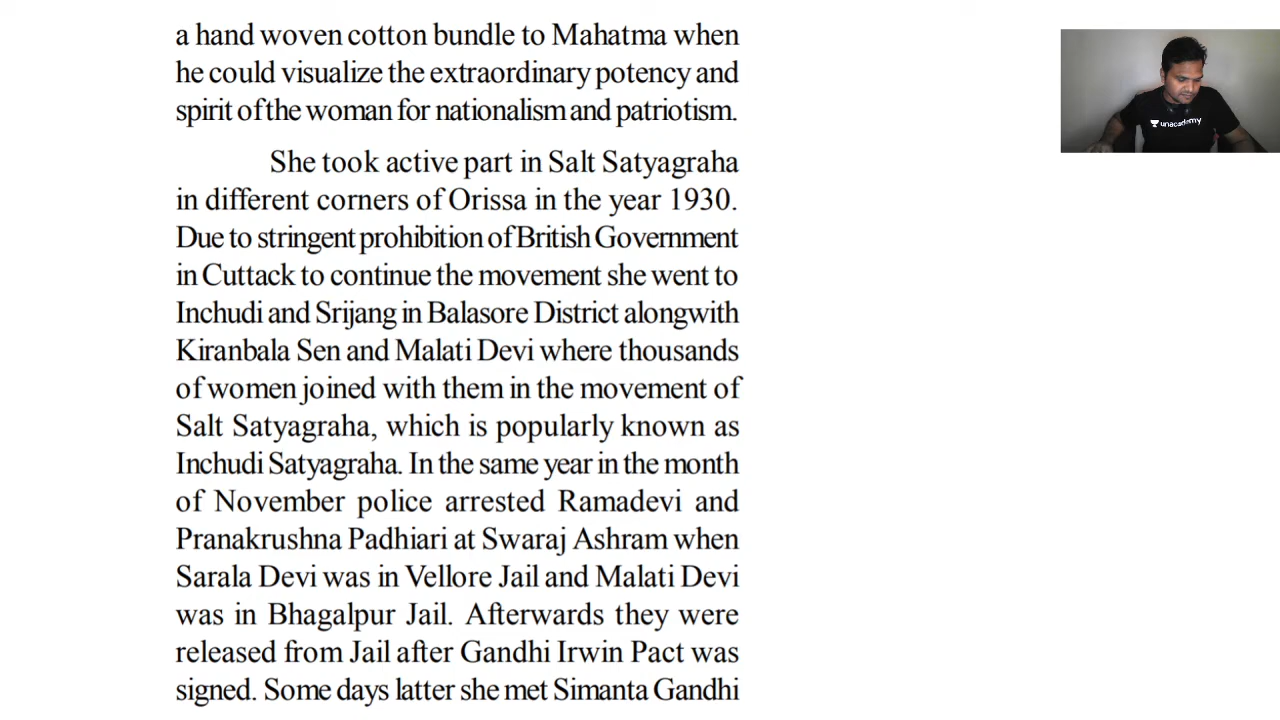 a hand woven cotton bundle to Mahatma when
he could visualize the extraordinary potency and
spirit of the woman for nationalism and patriotism.
She took active part in Salt Satyagraha
in different corners of Orissa in the year 1930.
Due to stringent prohibition of British Government
in Cuttack to continue the movement she went to
Inchudi and Srijang in Balasore District alongwith
Kiranbala Sen and Malati Devi where thousands
of women joined with them in the movement of
Salt Satyagraha, which is popularly known as
Inchudi Satyagraha. In the same year in the month
of November police arrested Ramadevi and
Pranakrushna Padhiari at Swaraj Ashram when
Sarala Devi was in Vellore Jail and Malati Devi
was in Bhagalpur Jail. Afterwards they were
released from Jail after Gandhi Irwin Pact was
signed. Some days latter she met Simanta Gandhi
unacademy